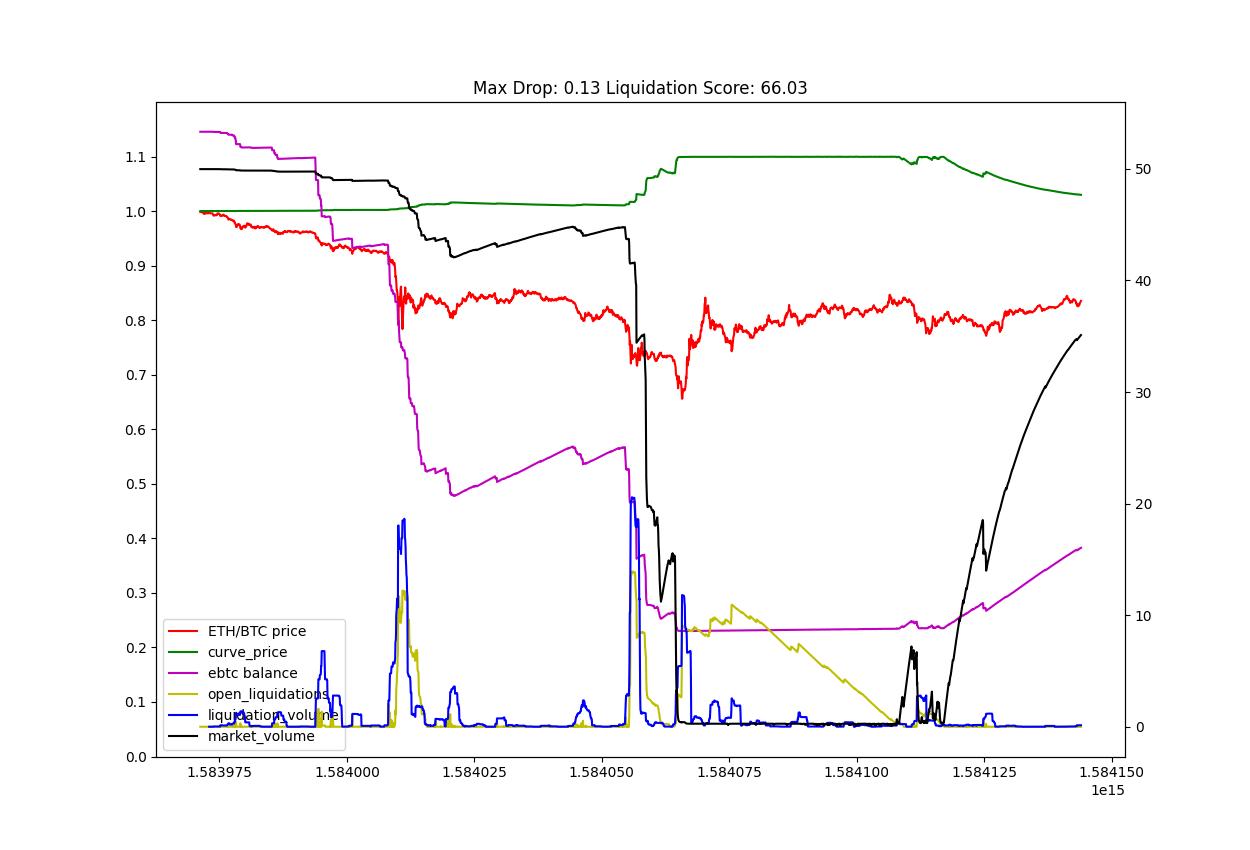 Max Drop: 0.13 Liquidation Score: 66.03
1.1
1.0
0.9
0.8
0.7
0.6
0.5
0.4
0.3
0.2
0.1
0.0
50
40
30
20
10
0
ETH/BTC price
curve_price
ebtc balance
open_liquidations
liquidation_volume
market_volume
1.583975 1.584000 1.584025 1.584050 1.584075 1.584100 1.584125 1.584150
1e15